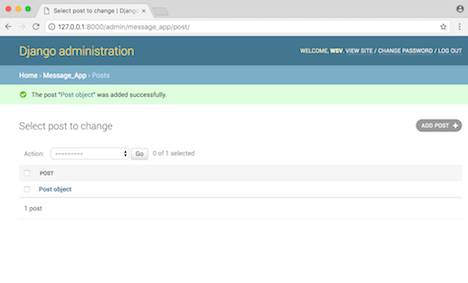 Select post to change | Djang
127.0.0.1:8000/admin/message_app/post/
Django administration
WELCOME, WSV. VIEW SITE / CHANGE PASSWORD / LOG OUT
Home › Message_App › Posts
The post "Post object" was added successfully.
Select post to change
ADD POST +
Action: --------- Go 0 of 1 selected
POST
Post object
1 post